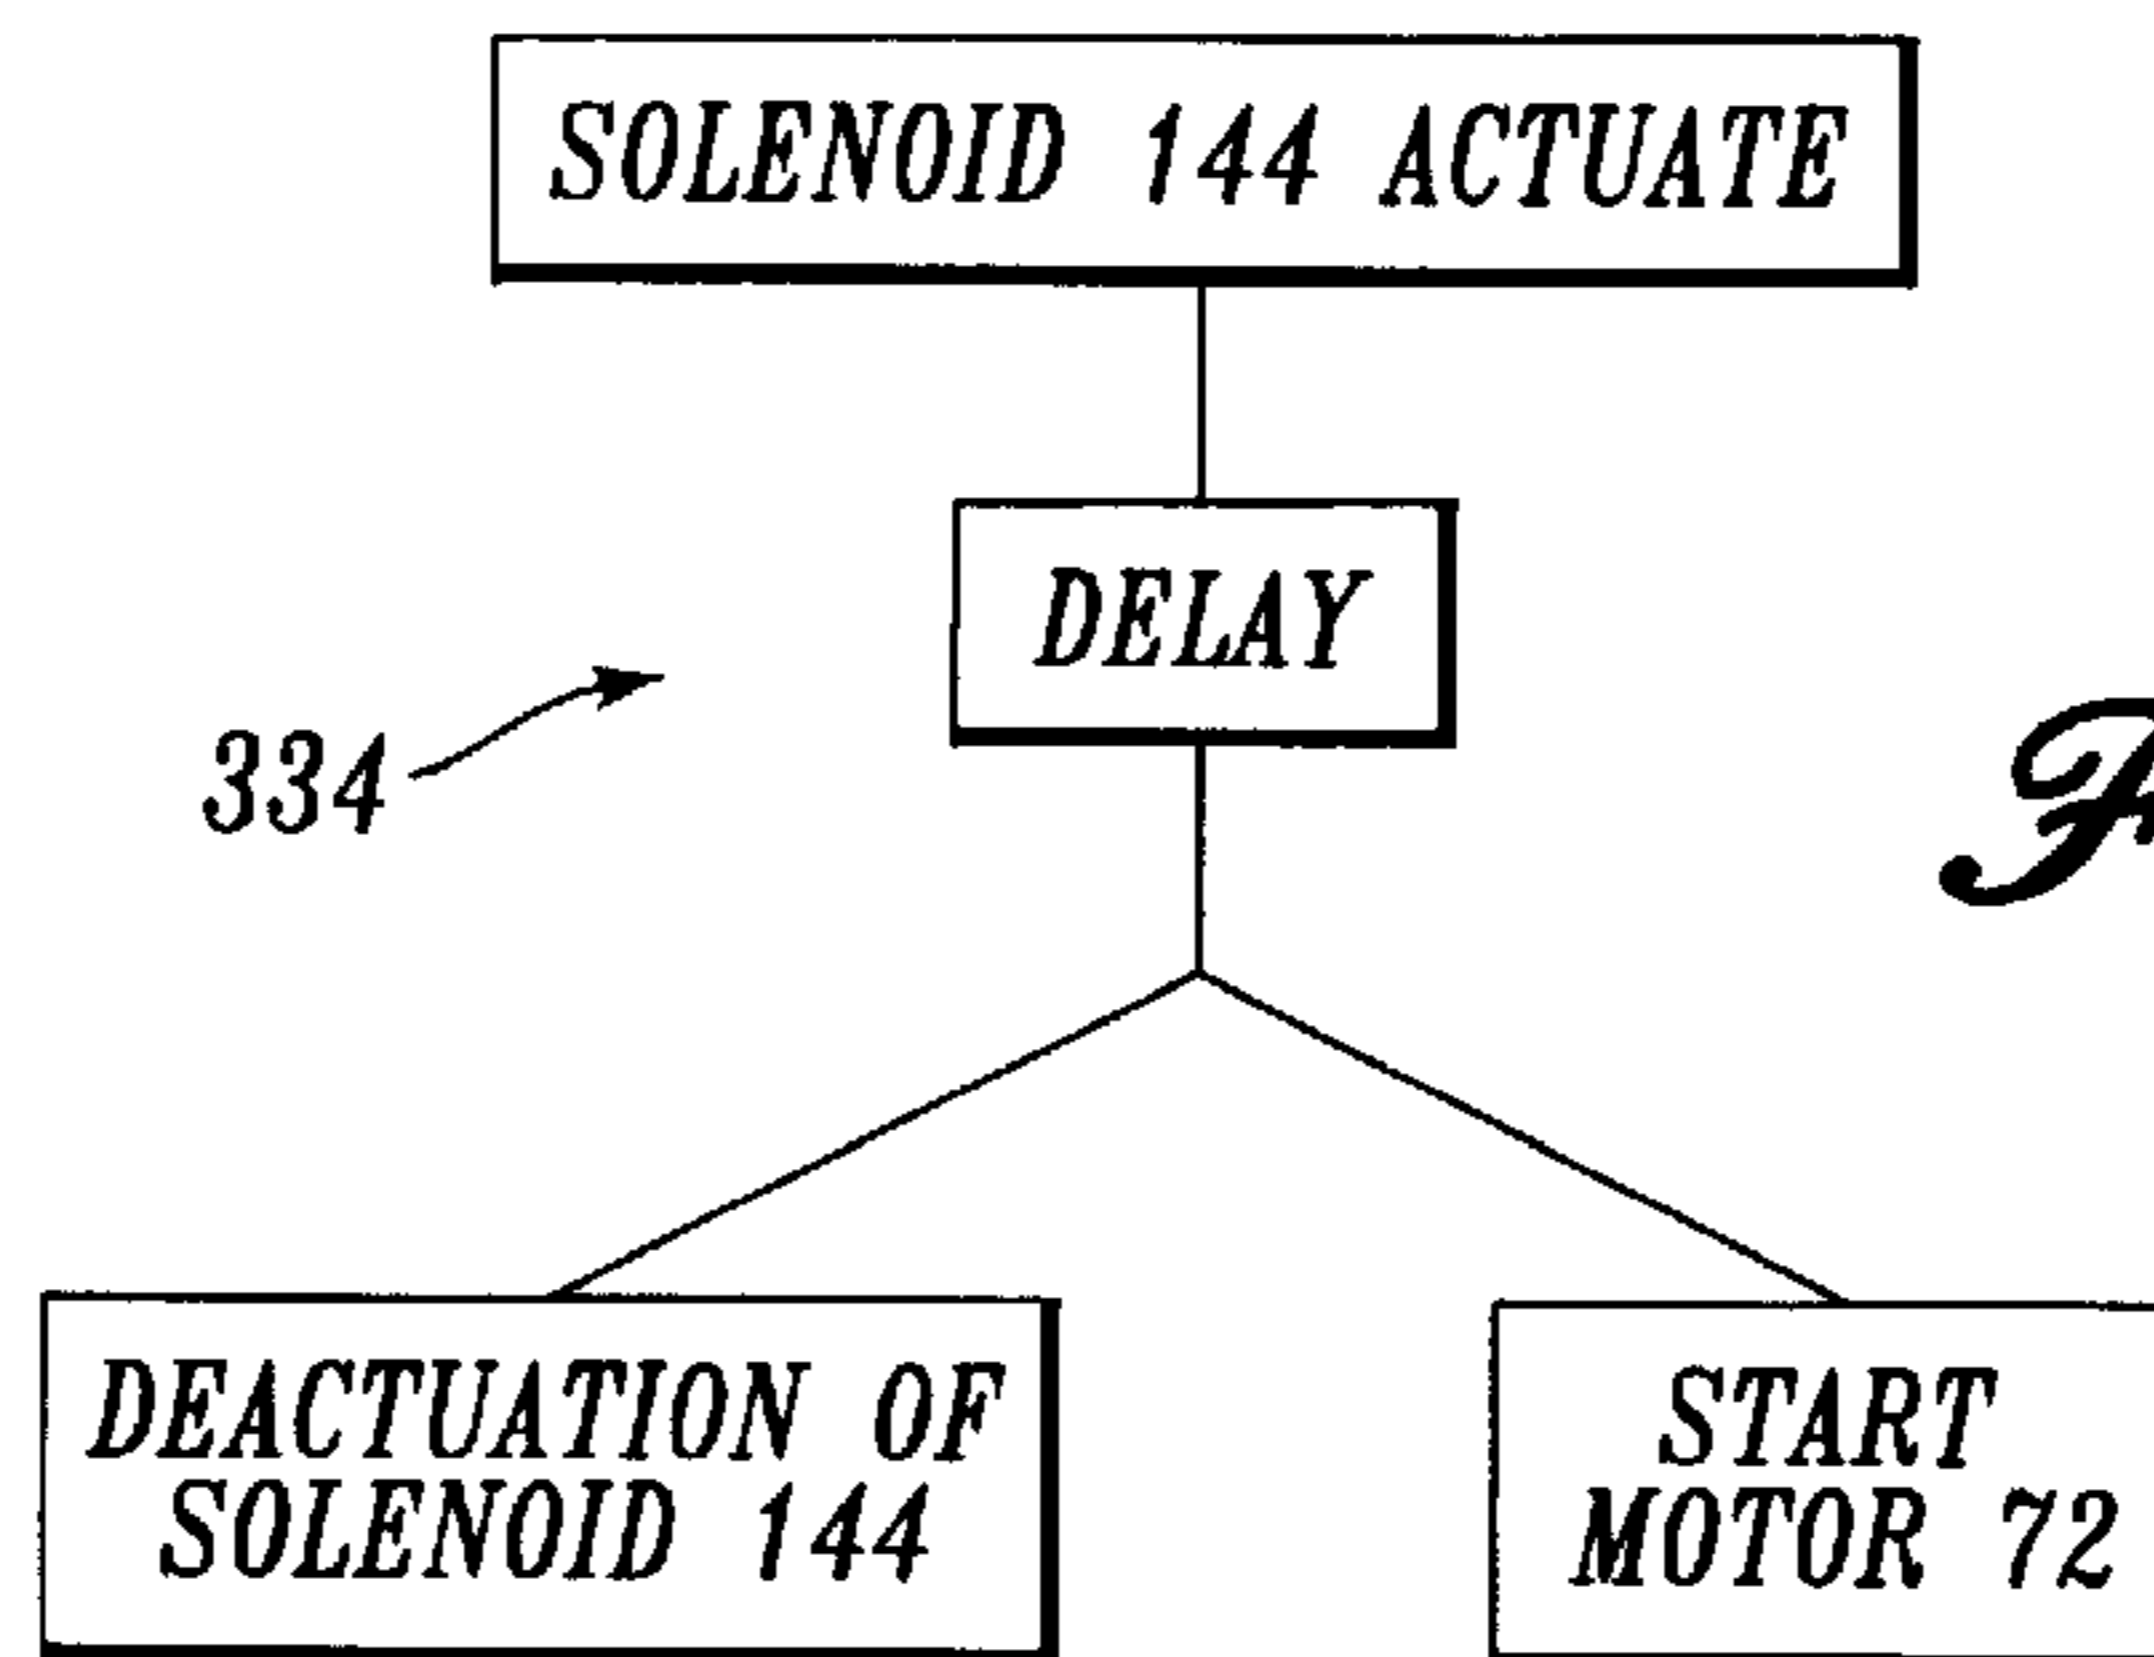 SOLENOID 144 ACTUATE
DELAY
334
DEACTUATION OF
SOLENOID 144
START
MOTOR 72